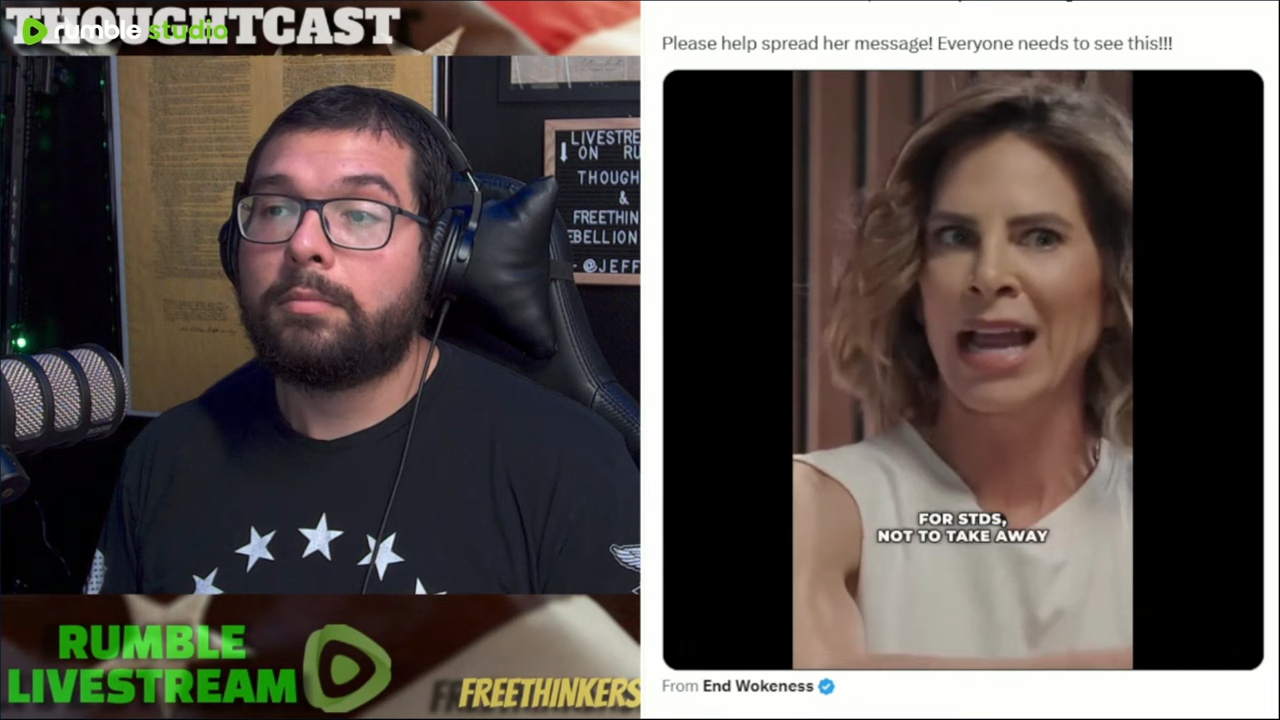 THOUGHTCAST
rumble studio
LIVESTRE
ON RU
THOUGH
&
FREETHIN
EBELLION
- @JEFF
RUMBLE
LIVESTREAM
FREETHINKERS
Please help spread her message! Everyone needs to see this!!!
FOR STDS,
NOT TO TAKE AWAY
From End Wokeness